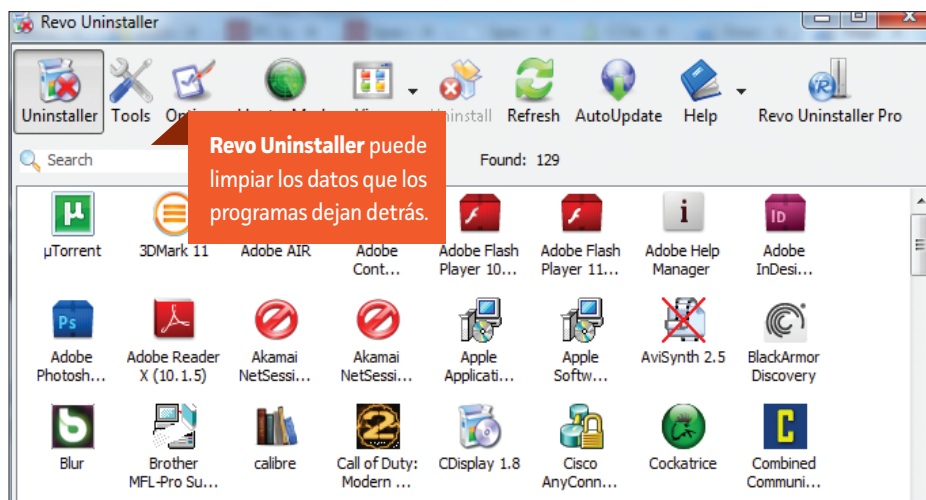 Revo Uninstaller
Uninstaller Tools Uninstall Refresh AutoUpdate Help Revo Uninstaller Pro
Revo Uninstaller puede
limpiar los datos que los
programas dejan detrás.
Search
Found: 129
µTorrent 3DMark 11 Adobe AIR Adobe Cont... Adobe Flash Player 10... Adobe Flash Player 11... Adobe Help Manager Adobe InDesi...
Adobe Photosh... Adobe Reader X (10.1.5) Akamai NetSessi... Akamai NetSessi... Apple Applicati... Apple Softw... AviSynth 2.5 BlackArmor Discovery
Blur Brother MFL-Pro Su... calibre Call of Duty: Modern ... CDisplay 1.8 Cisco AnyConn... Cockatrice Combined Communi...